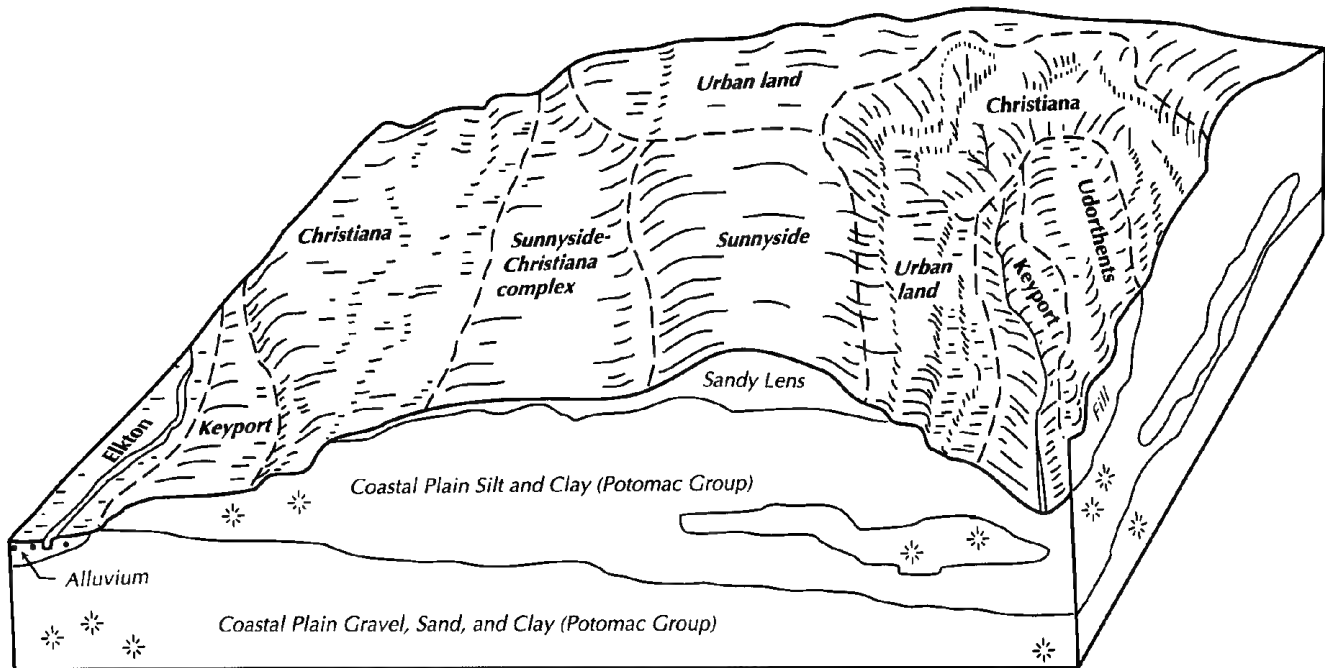 Urban land
Christiana
Christiana
Sunnyside-
Christiana
complex
Sunnyside
Urban
land
Keyport
Udorthents
Elkton
Keyport
Sandy Lens
Fill
Coastal Plain Silt and Clay (Potomac Group)
Alluvium
Coastal Plain Gravel, Sand, and Clay (Potomac Group)